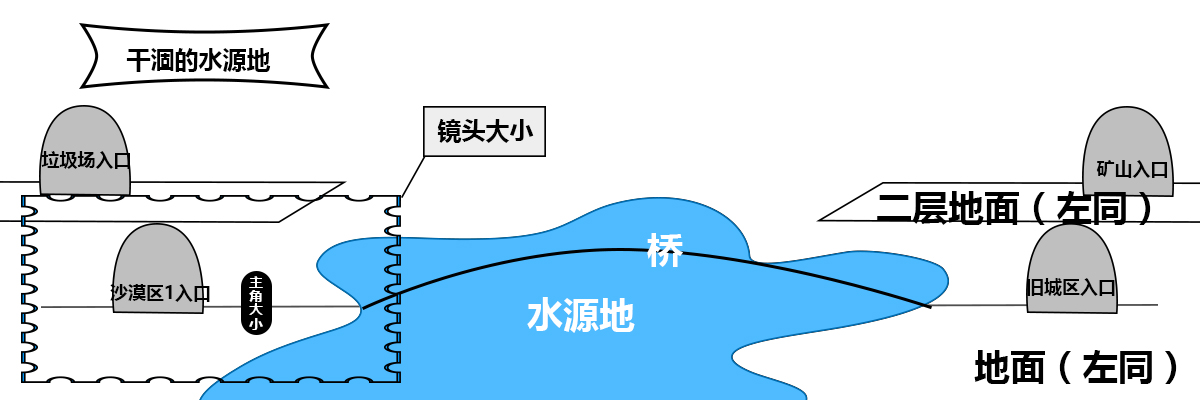 干涸的水源地
镜头大小
垃圾场入口
矿山入口
二层地面（左同）
桥
沙漠区1入口
主角大小
旧城区入口
水源地
地面（左同）